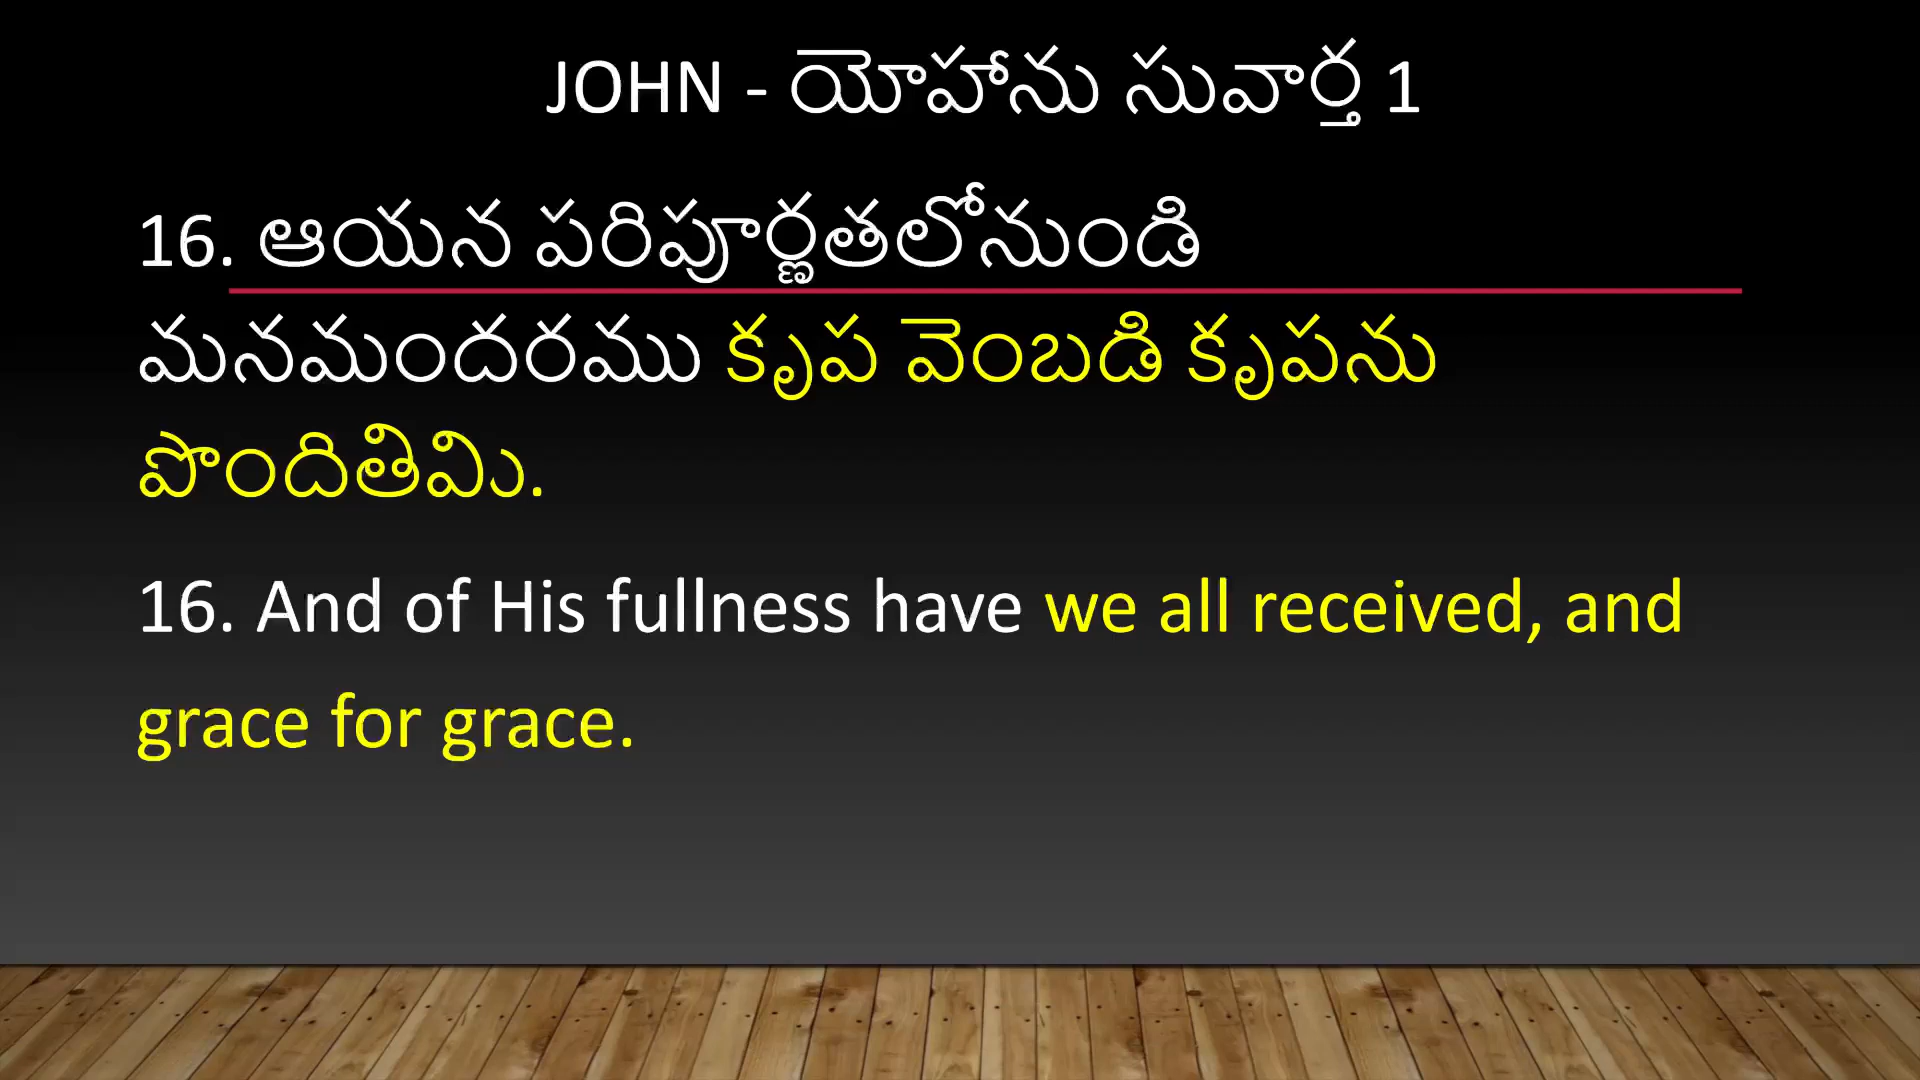 JOHN - యోహాను సువార్త 1
16. ఆయన పరిపూర్ణతలోనుండి
మనమందరము కృప వెంబడి కృపను
పొందితివిు.
16. And of His fullness have we all received, and
grace for grace.